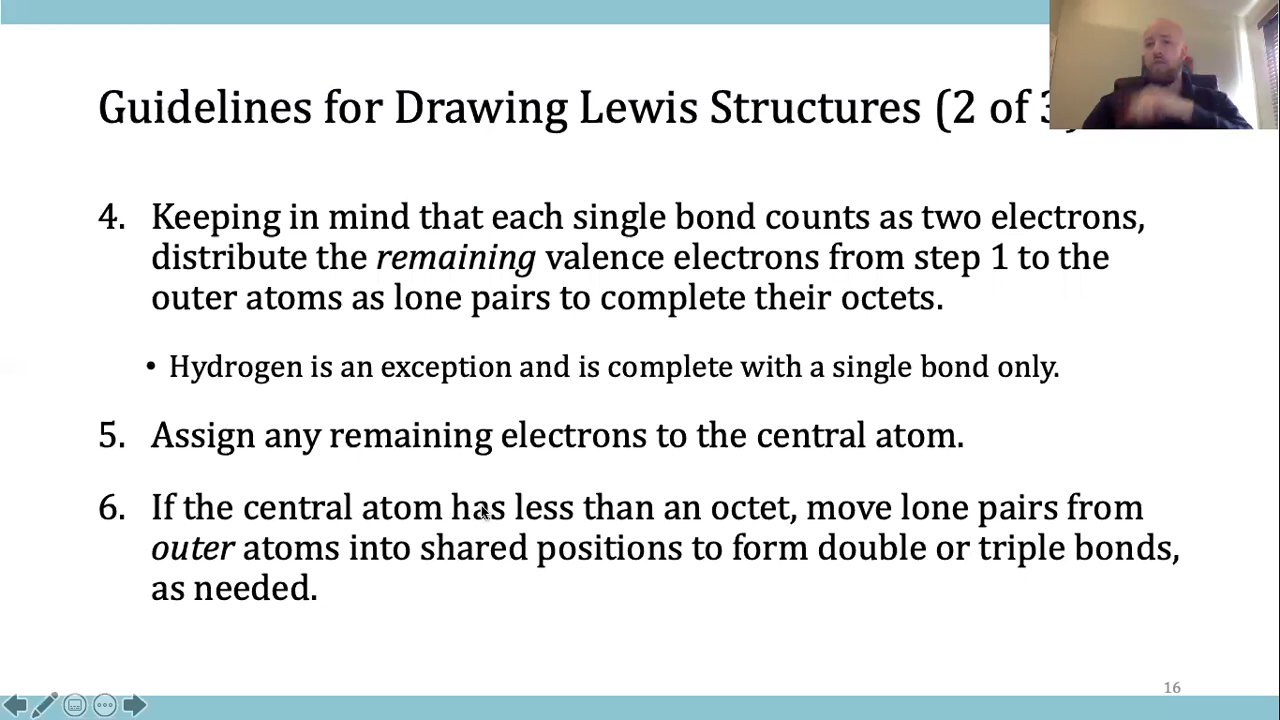 Guidelines for Drawing Lewis Structures (2 of 3)
4. Keeping in mind that each single bond counts as two electrons,
distribute the remaining valence electrons from step 1 to the
outer atoms as lone pairs to complete their octets.
• Hydrogen is an exception and is complete with a single bond only.
5. Assign any remaining electrons to the central atom.
6. If the central atom has less than an octet, move lone pairs from
outer atoms into shared positions to form double or triple bonds,
as needed.
16